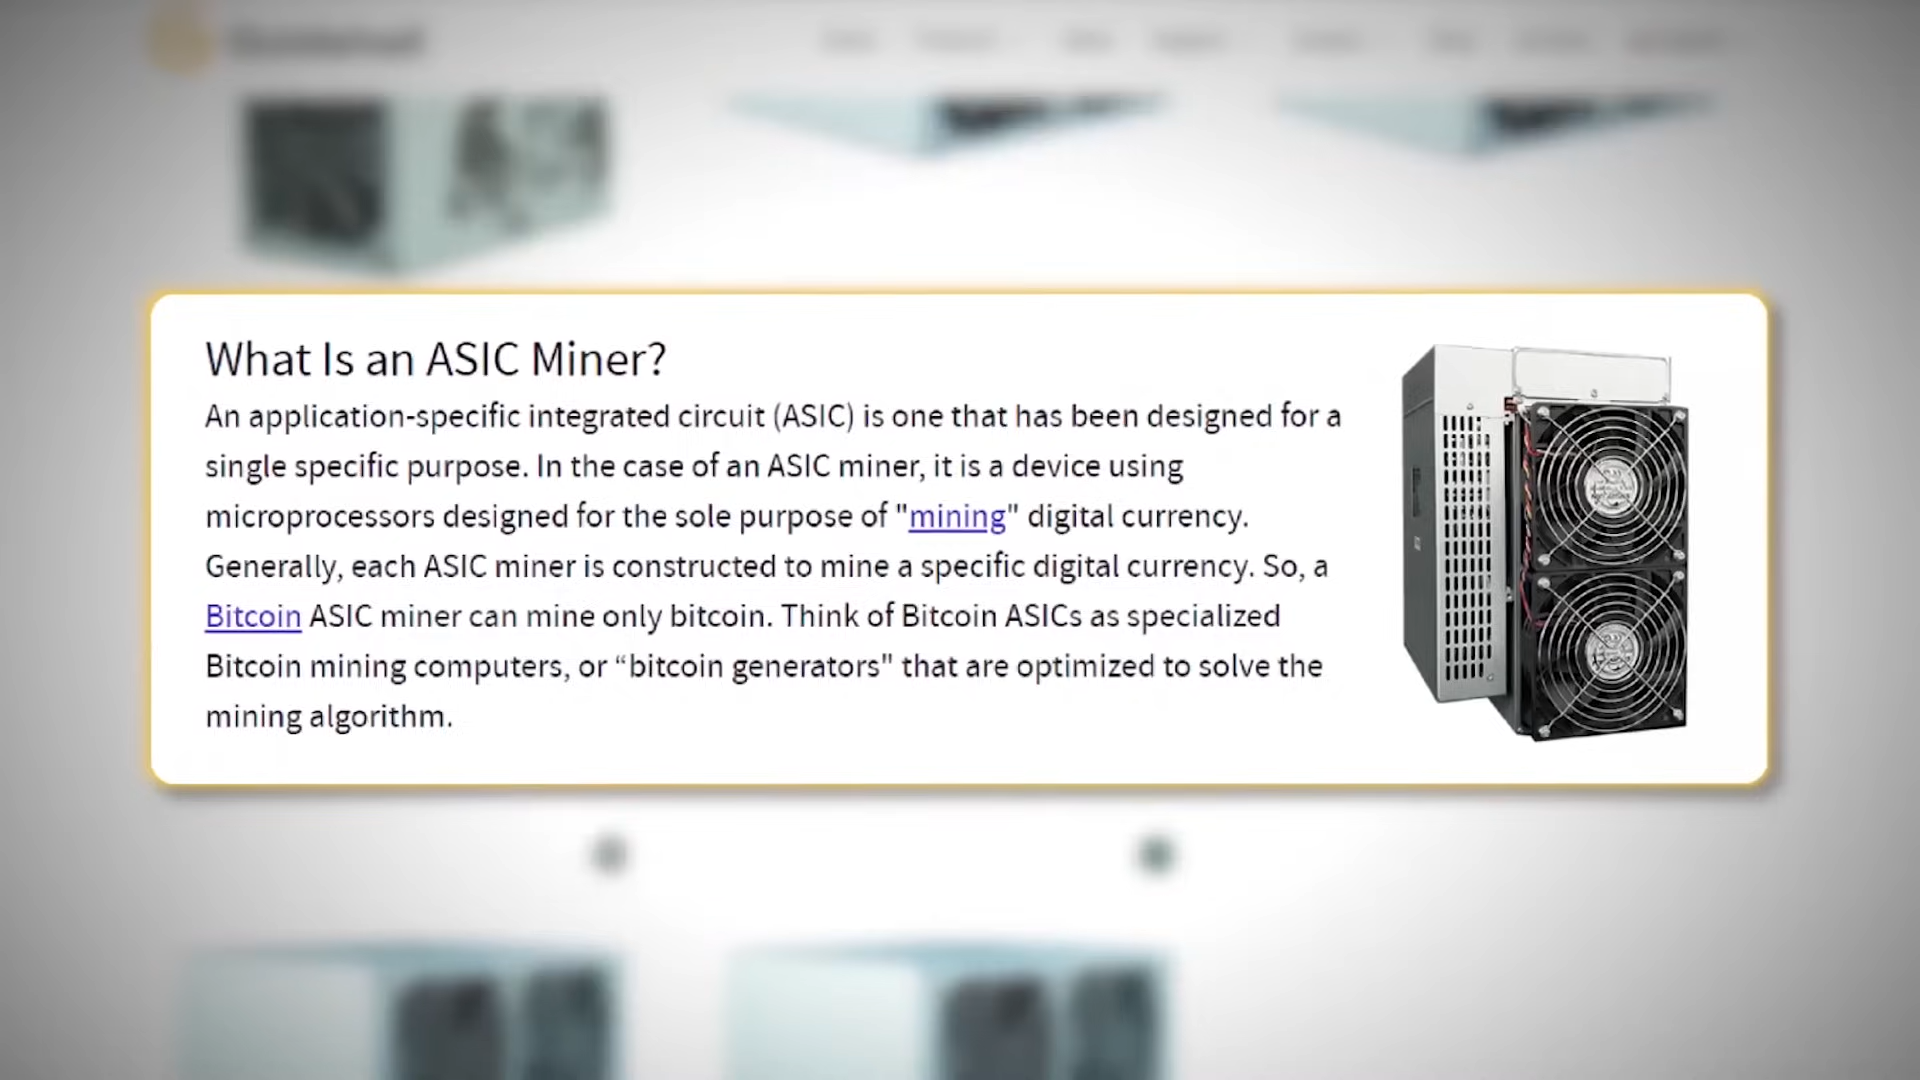 What Is an ASIC Miner?
An application-specific integrated circuit (ASIC) is one that has been designed for a
single specific purpose. In the case of an ASIC miner, it is a device using
microprocessors designed for the sole purpose of "mining" digital currency.
Generally, each ASIC miner is constructed to mine a specific digital currency. So, a
Bitcoin ASIC miner can mine only bitcoin. Think of Bitcoin ASICs as specialized
Bitcoin mining computers, or “bitcoin generators" that are optimized to solve the
mining algorithm.